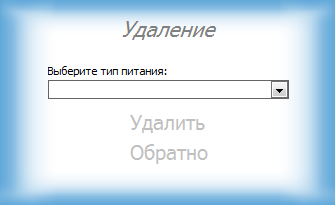 Удаление
Выберите тип питания:
Удалить
Обратно